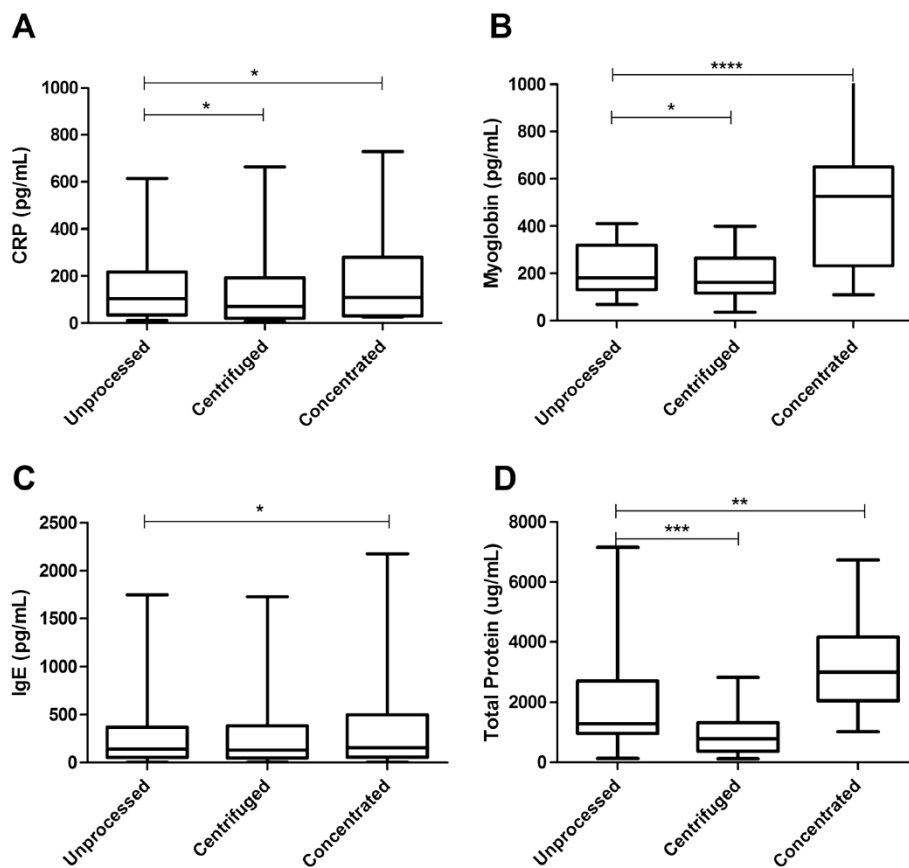 A
*
*
CRP (pg/mL)
1000
800
600
400
200
0
Unprocessed
Centrifuged
Concentrated
B
****
*
Myoglobin (pg/mL)
1000
800
600
400
200
0
Unprocessed
Centrifuged
Concentrated
C
*
IgE (pg/mL)
2500
2000
1500
1000
500
0
Unprocessed
Centrifuged
Concentrated
D
**
***
Total Protein (ug/mL)
8000
6000
4000
2000
0
Unprocessed
Centrifuged
Concentrated